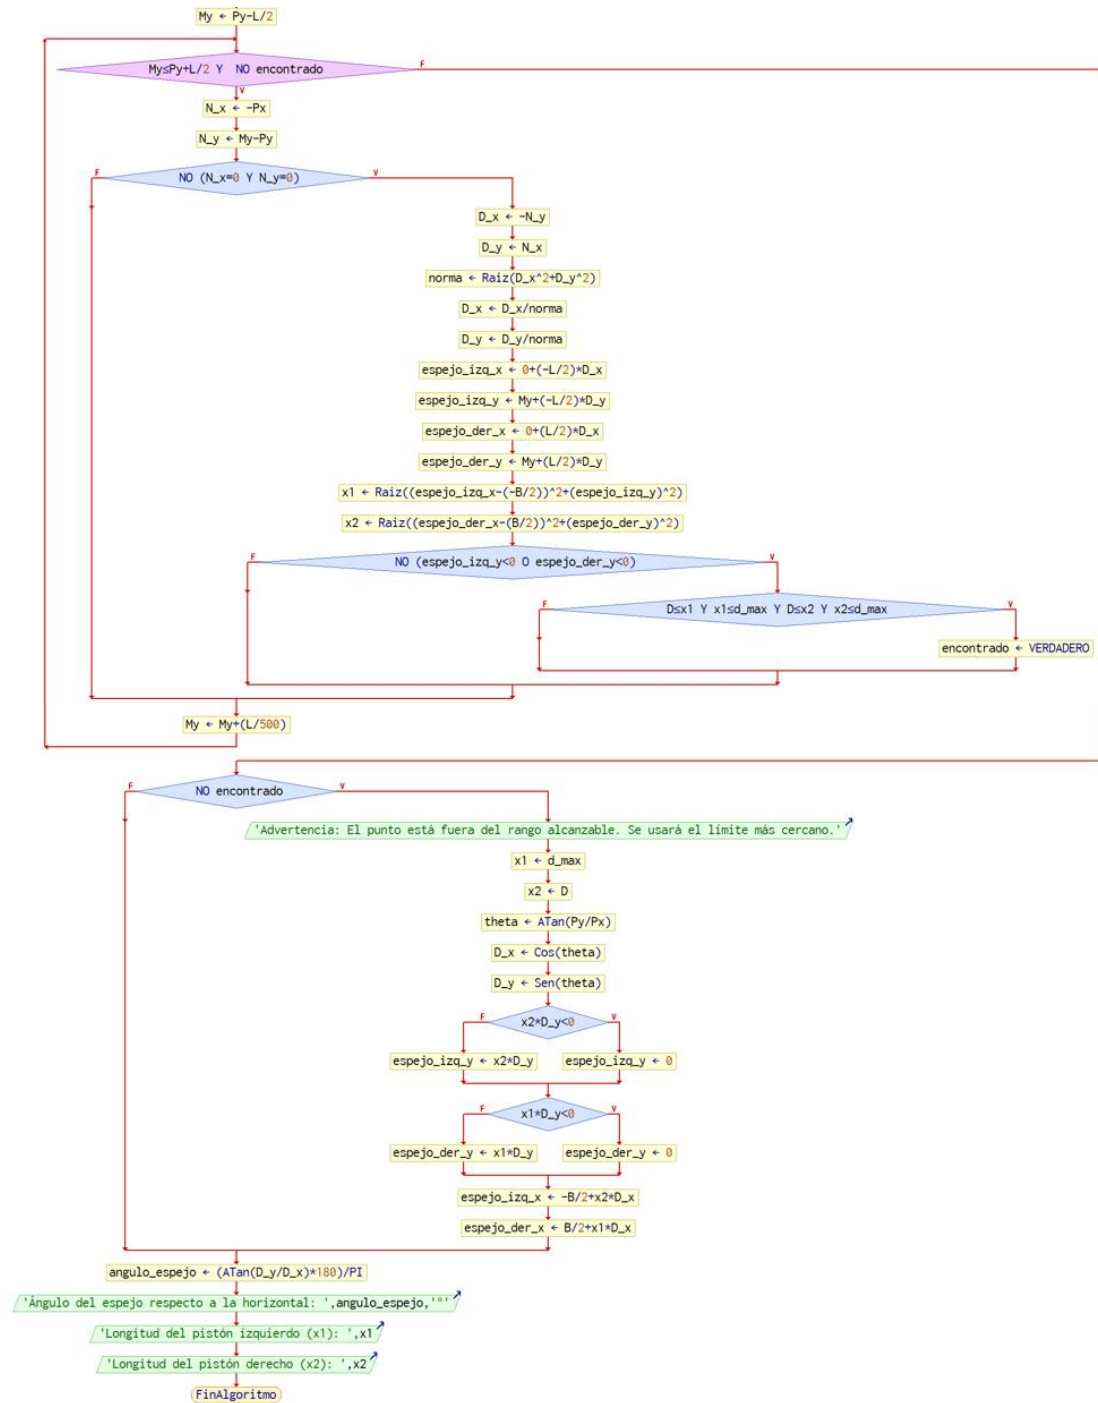 My ← Py-L/2
My≤Py+L/2 Y NO encontrado
F
V
N_x ← -Px
N_y ← My-Py
F
NO (N_x=0 Y N_y=0)
V
D_x ← -N_y
D_y ← N_x
norma ← Raiz(D_x^2+D_y^2)
D_x ← D_x/norma
D_y ← D_y/norma
espejo_izq_x ← 0+(-L/2)*D_x
espejo_izq_y ← My+(-L/2)*D_y
espejo_der_x ← 0+(L/2)*D_x
espejo_der_y ← My+(L/2)*D_y
x1 ← Raiz((espejo_izq_x-(-B/2))^2+(espejo_izq_y)^2)
x2 ← Raiz((espejo_der_x-(B/2))^2+(espejo_der_y)^2)
F
NO (espejo_izq_y<0 O espejo_der_y<0)
V
F
D≤x1 Y x1≤d_max Y D≤x2 Y x2≤d_max
V
encontrado ← VERDADERO
My ← My+(L/500)
F
NO encontrado
V
'Advertencia: El punto está fuera del rango alcanzable. Se usará el límite más cercano.'
x1 ← d_max
x2 ← D
theta ← ATan(Py/Px)
D_x ← Cos(theta)
D_y ← Sen(theta)
F
x2*D_y<0
V
espejo_izq_y ← x2*D_y
espejo_izq_y ← 0
F
x1*D_y<0
V
espejo_der_y ← x1*D_y
espejo_der_y ← 0
espejo_izq_x ← -B/2+x2*D_x
espejo_der_x ← B/2+x1*D_x
angulo_espejo ← (ATan(D_y/D_x)*180)/PI
'Ángulo del espejo respecto a la horizontal: ',angulo_espejo,'°'
'Longitud del pistón izquierdo (x1): ',x1
'Longitud del pistón derecho (x2): ',x2
FinAlgoritmo